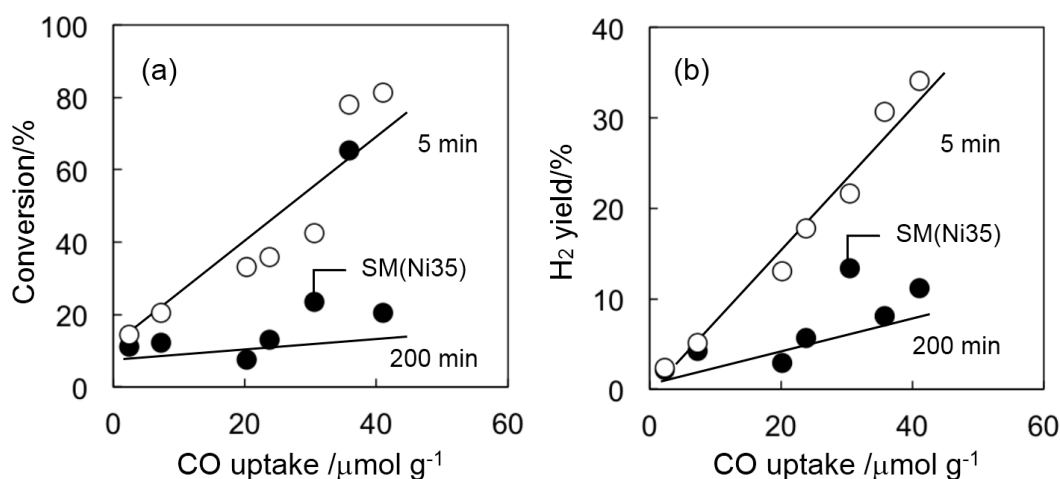 (a)
Conversion/%
100
80
60
40
20
0
5 min
SM(Ni35)
200 min
0 20 40 60
CO uptake /μmol g⁻¹
(b)
H₂ yield/%
40
30
20
10
0
5 min
SM(Ni35)
200 min
0 20 40 60
CO uptake /μmol g⁻¹